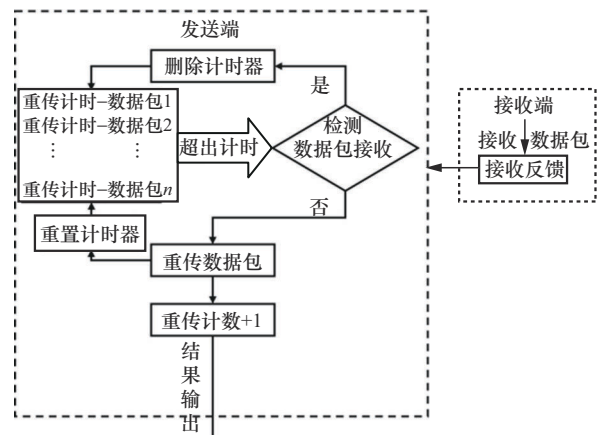 发送端
删除计时器
是
重传计时-数据包1
重传计时-数据包2
⋮ ⋮
重传计时-数据包n
超出计时
检测
数据包接收
接收端
接收 数据包
接收反馈
否
重置计时器
重传数据包
重传计数+1
结果输出